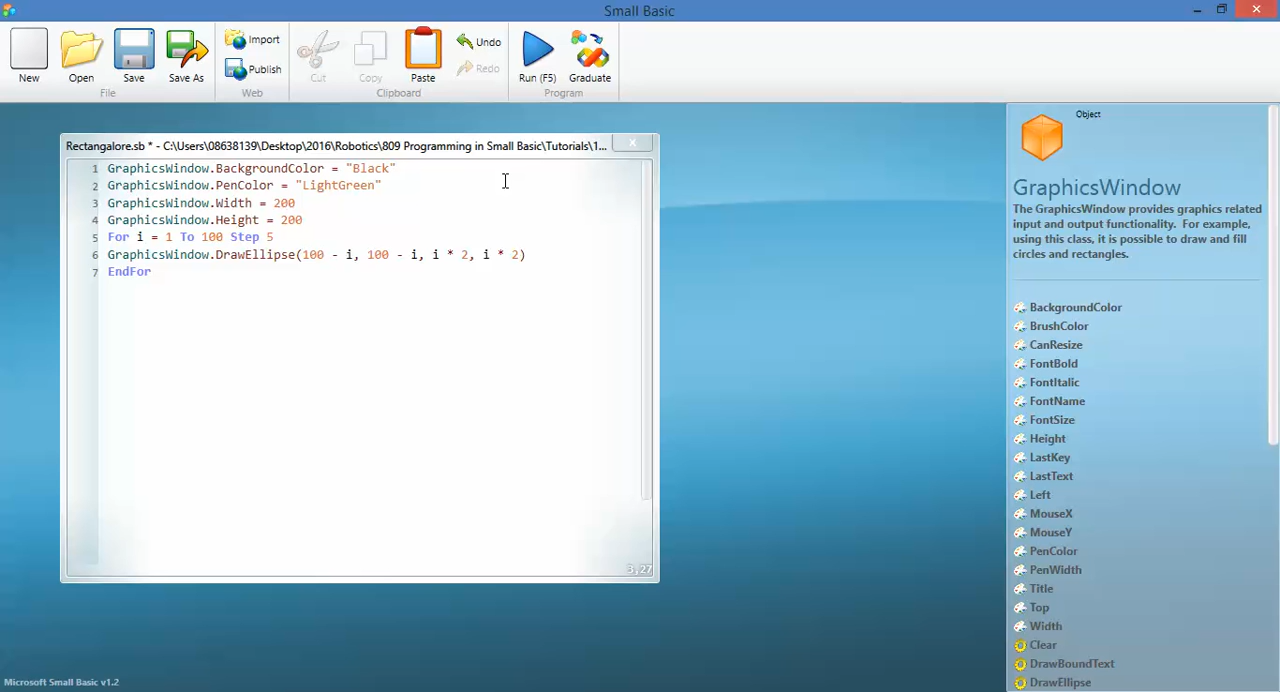 Small Basic
New
Open
Save
Save As
Import
Publish
Cut
Copy
Paste
Undo
Redo
Run (F5)
Graduate
File
Web
Clipboard
Program
Rectangalore.sb * - C:\Users\08638139\Desktop\2016\Robotics\809 Programming in Small Basic\Tutorials\1...
1 GraphicsWindow.BackgroundColor = "Black"
2 GraphicsWindow.PenColor = "LightGreen"
3 GraphicsWindow.Width = 200
4 GraphicsWindow.Height = 200
5 For i = 1 To 100 Step 5
6 GraphicsWindow.DrawEllipse(100 - i, 100 - i, i * 2, i * 2)
7 EndFor
3,27
Object
GraphicsWindow
The GraphicsWindow provides graphics related
input and output functionality. For example,
using this class, it is possible to draw and fill
circles and rectangles.
BackgroundColor
BrushColor
CanResize
FontBold
FontItalic
FontName
FontSize
Height
LastKey
LastText
Left
MouseX
MouseY
PenColor
PenWidth
Title
Top
Width
Clear
DrawBoundText
DrawEllipse
Microsoft Small Basic v1.2